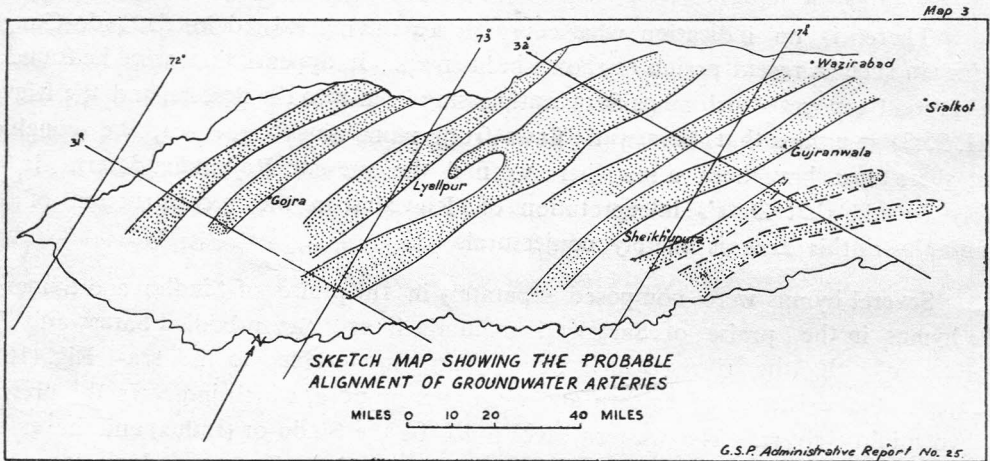 Map 3
72°
73°
32°
74°
31°
Wazirabad
Sialkot
Gujranwala
Lyallpur
Gojra
Sheikhupura
N
SKETCH MAP SHOWING THE PROBABLE
ALIGNMENT OF GROUNDWATER ARTERIES
MILES 0 10 20 40 MILES
G.S.P. Administrative Report No. 25.